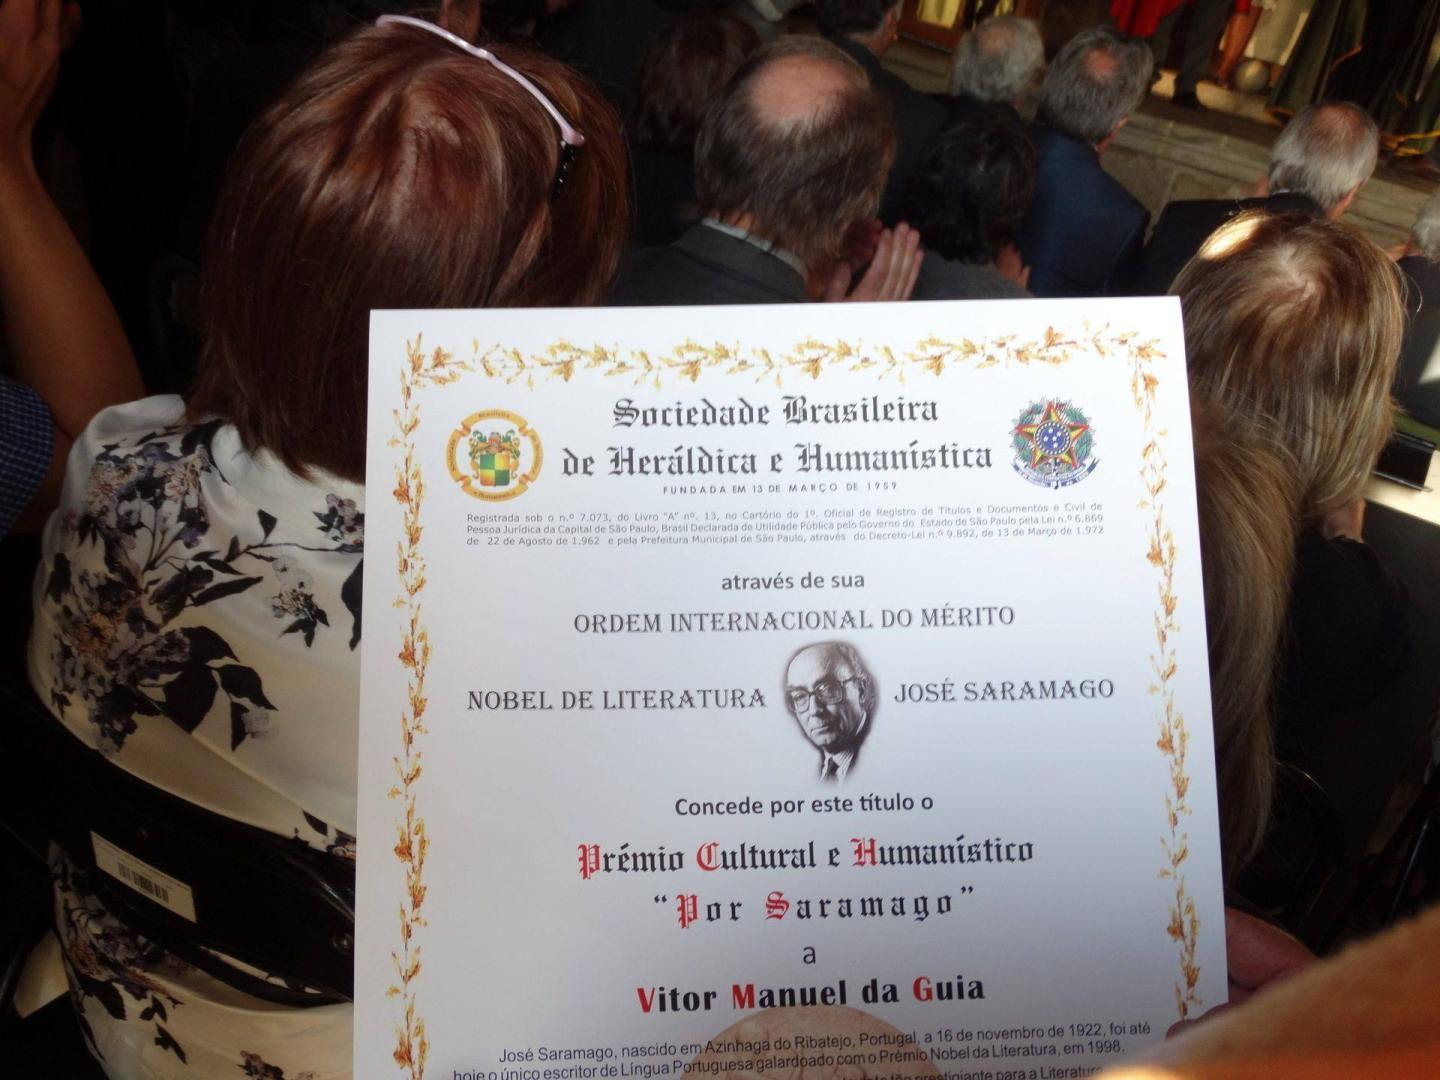 Sociedade Brasileira
de Heráldica e Humanística
FUNDADA EM 13 DE MARÇO DE 1959
Registrada sob o n.º 7.073, do Livro "A" nº. 13, no Cartório do 1º. Oficial de Registro de Títulos e Documentos e Civil de
Pessoa Jurídica da Capital de São Paulo, Brasil Declarada de Utilidade Pública pelo Governo do Estado de São Paulo pela Lei n.º 6.869
de 22 de Agosto de 1.962 e pela Prefeitura Municipal de São Paulo, através do Decreto-Lei n.º 9.892, de 13 de Março de 1.972
através de sua
ORDEM INTERNACIONAL DO MÉRITO
NOBEL DE LITERATURA JOSÉ SARAMAGO
Concede por este título o
Prémio Cultural e Humanístico
"Por Saramago"
a
Vitor Manuel da Guia
José Saramago, nascido em Azinhaga do Ribatejo, Portugal, a 16 de novembro de 1922, foi até
hoje o único escritor de Língua Portuguesa galardoado com o Prémio Nobel da Literatura, em 1998.
tão prestigiante para a Literatura